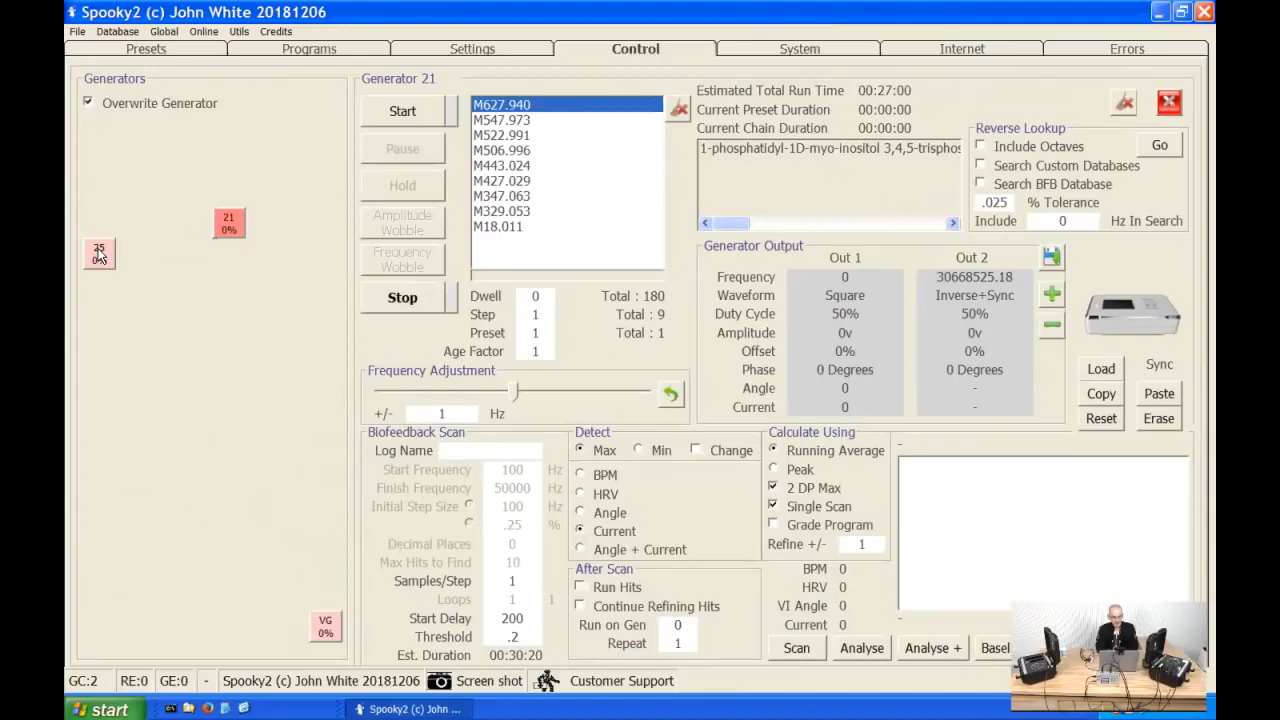 Spooky2 (c) John White 20181206
File Database Global Online Utils Credits
Presets Programs Settings Control System Internet Errors
Generators
Overwrite Generator
21
0%
25
VG
0%
Generator 21
Start
Pause
Hold
Amplitude
Wobble
Frequency
Wobble
Stop
M627.940
M547.973
M522.991
M506.996
M443.024
M427.029
M347.063
M329.053
M18.011
Dwell 0 Total : 180
Step 1 Total : 9
Preset 1 Total : 1
Age Factor 1
Estimated Total Run Time 00:27:00
Current Preset Duration 00:00:00
Current Chain Duration 00:00:00
1-phosphatidyl-1D-myo-inositol 3,4,5-trisphos
Reverse Lookup
Include Octaves Go
Search Custom Databases
Search BFB Database
.025 % Tolerance
Include 0 Hz In Search
Generator Output
Out 1 Out 2
Frequency 0 30668525.18
Waveform Square Inverse+Sync
Duty Cycle 50% 50%
Amplitude 0v 0v
Offset 0% 0%
Phase 0 Degrees 0 Degrees
Angle 0 -
Current 0 -
Load Sync
Copy Paste
Reset Erase
Frequency Adjustment
+/- 1 Hz
Biofeedback Scan
Log Name
Start Frequency 100 Hz
Finish Frequency 50000 Hz
Initial Step Size 100 Hz
.25 %
Decimal Places 0
Max Hits to Find 10
Samples/Step 1
Loops 1 1
Start Delay 200
Threshold .2
Est. Duration 00:30:20
Detect
Max Min Change
BPM
HRV
Angle
Current
Angle + Current
After Scan
Run Hits
Continue Refining Hits
Run on Gen 0
Repeat 1
Calculate Using
Running Average
Peak
2 DP Max
Single Scan
Grade Program
Refine +/- 1
BPM 0
HRV 0
VI Angle 0
Current 0
-
-
Scan Analyse Analyse + Basel
GC:2 RE:0 GE:0 - Spooky2 (c) John White 20181206 Screen shot Customer Support
start Spooky2 (c) John ...